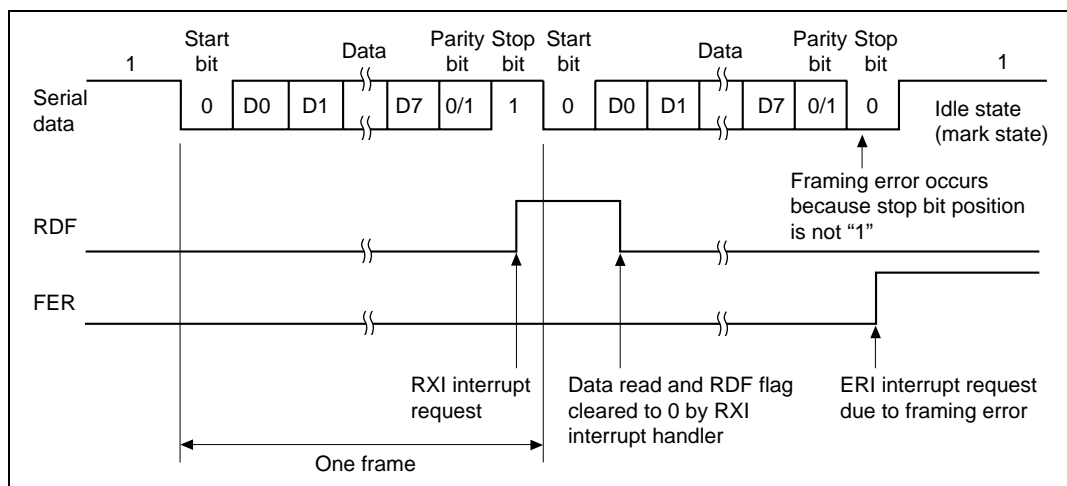 1
Start bit
Data
Parity bit
Stop bit
Start bit
Data
Parity bit
Stop bit
1
Serial data
0 D0 D1 D7 0/1 1 0 D0 D1 D7 0/1 0
Idle state
(mark state)
Framing error occurs
because stop bit position
is not “1”
RDF
FER
RXI interrupt
request
Data read and RDF flag
cleared to 0 by RXI
interrupt handler
ERI interrupt request
due to framing error
One frame